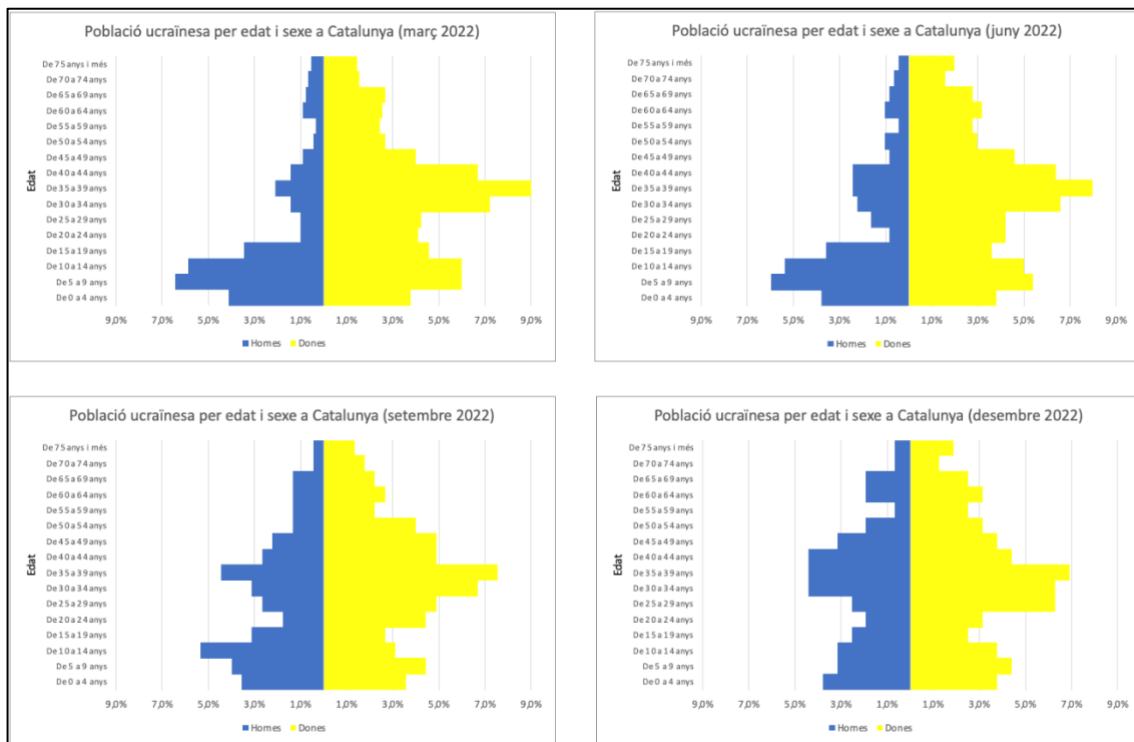 Població ucraïnesa per edat i sexe a Catalunya (març 2022)
Edat
De 75 anys i més
De 70 a 74 anys
De 65 a 69 anys
De 60 a 64 anys
De 55 a 59 anys
De 50 a 54 anys
De 45 a 49 anys
De 40 a 44 anys
De 35 a 39 anys
De 30 a 34 anys
De 25 a 29 anys
De 20 a 24 anys
De 15 a 19 anys
De 10 a 14 anys
De 5 a 9 anys
De 0 a 4 anys
9,0% 7,0% 5,0% 3,0% 1,0% 1,0% 3,0% 5,0% 7,0% 9,0%
Homes Dones
Població ucraïnesa per edat i sexe a Catalunya (juny 2022)
Edat
De 75 anys i més
De 70 a 74 anys
De 65 a 69 anys
De 60 a 64 anys
De 55 a 59 anys
De 50 a 54 anys
De 45 a 49 anys
De 40 a 44 anys
De 35 a 39 anys
De 30 a 34 anys
De 25 a 29 anys
De 20 a 24 anys
De 15 a 19 anys
De 10 a 14 anys
De 5 a 9 anys
De 0 a 4 anys
9,0% 7,0% 5,0% 3,0% 1,0% 1,0% 3,0% 5,0% 7,0% 9,0%
Homes Dones
Població ucraïnesa per edat i sexe a Catalunya (setembre 2022)
Edat
De 75 anys i més
De 70 a 74 anys
De 65 a 69 anys
De 60 a 64 anys
De 55 a 59 anys
De 50 a 54 anys
De 45 a 49 anys
De 40 a 44 anys
De 35 a 39 anys
De 30 a 34 anys
De 25 a 29 anys
De 20 a 24 anys
De 15 a 19 anys
De 10 a 14 anys
De 5 a 9 anys
De 0 a 4 anys
9,0% 7,0% 5,0% 3,0% 1,0% 1,0% 3,0% 5,0% 7,0% 9,0%
Homes Dones
Població ucraïnesa per edat i sexe a Catalunya (desembre 2022)
Edat
De 75 anys i més
De 70 a 74 anys
De 65 a 69 anys
De 60 a 64 anys
De 55 a 59 anys
De 50 a 54 anys
De 45 a 49 anys
De 40 a 44 anys
De 35 a 39 anys
De 30 a 34 anys
De 25 a 29 anys
De 20 a 24 anys
De 15 a 19 anys
De 10 a 14 anys
De 5 a 9 anys
De 0 a 4 anys
9,0% 7,0% 5,0% 3,0% 1,0% 1,0% 3,0% 5,0% 7,0% 9,0%
Homes Dones